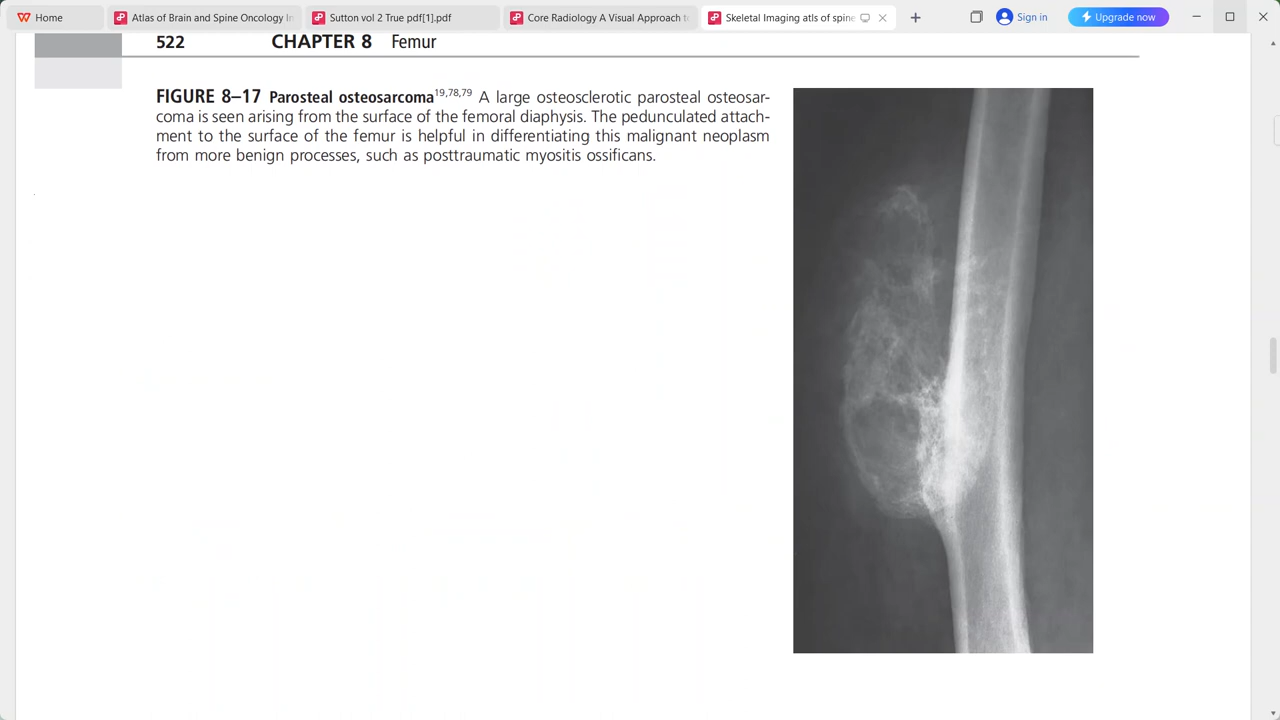 Home
Atlas of Brain and Spine Oncology In
Sutton vol 2 True pdf[1].pdf
Core Radiology A Visual Approach to
Skeletal Imaging atls of spine
Sign in
Upgrade now
522 CHAPTER 8 Femur
FIGURE 8–17 Parosteal osteosarcoma19,78,79 A large osteosclerotic parosteal osteosar-
coma is seen arising from the surface of the femoral diaphysis. The pedunculated attach-
ment to the surface of the femur is helpful in differentiating this malignant neoplasm
from more benign processes, such as posttraumatic myositis ossificans.